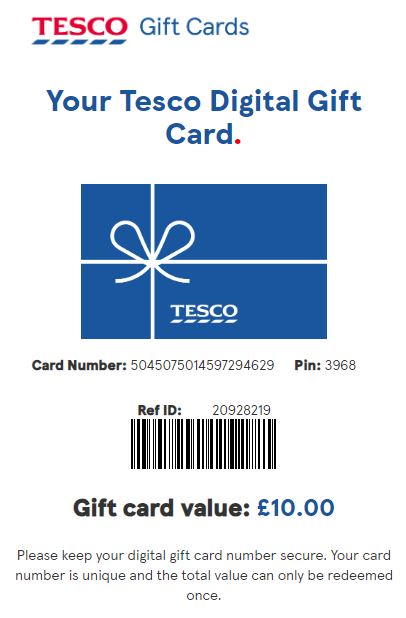 TESCO Gift Cards
Your Tesco Digital Gift
Card.
TESCO
Card Number: 5045075014597294629 Pin: 3968
Ref ID: 20928219
Gift card value: £10.00
Please keep your digital gift card number secure. Your card
number is unique and the total value can only be redeemed
once.